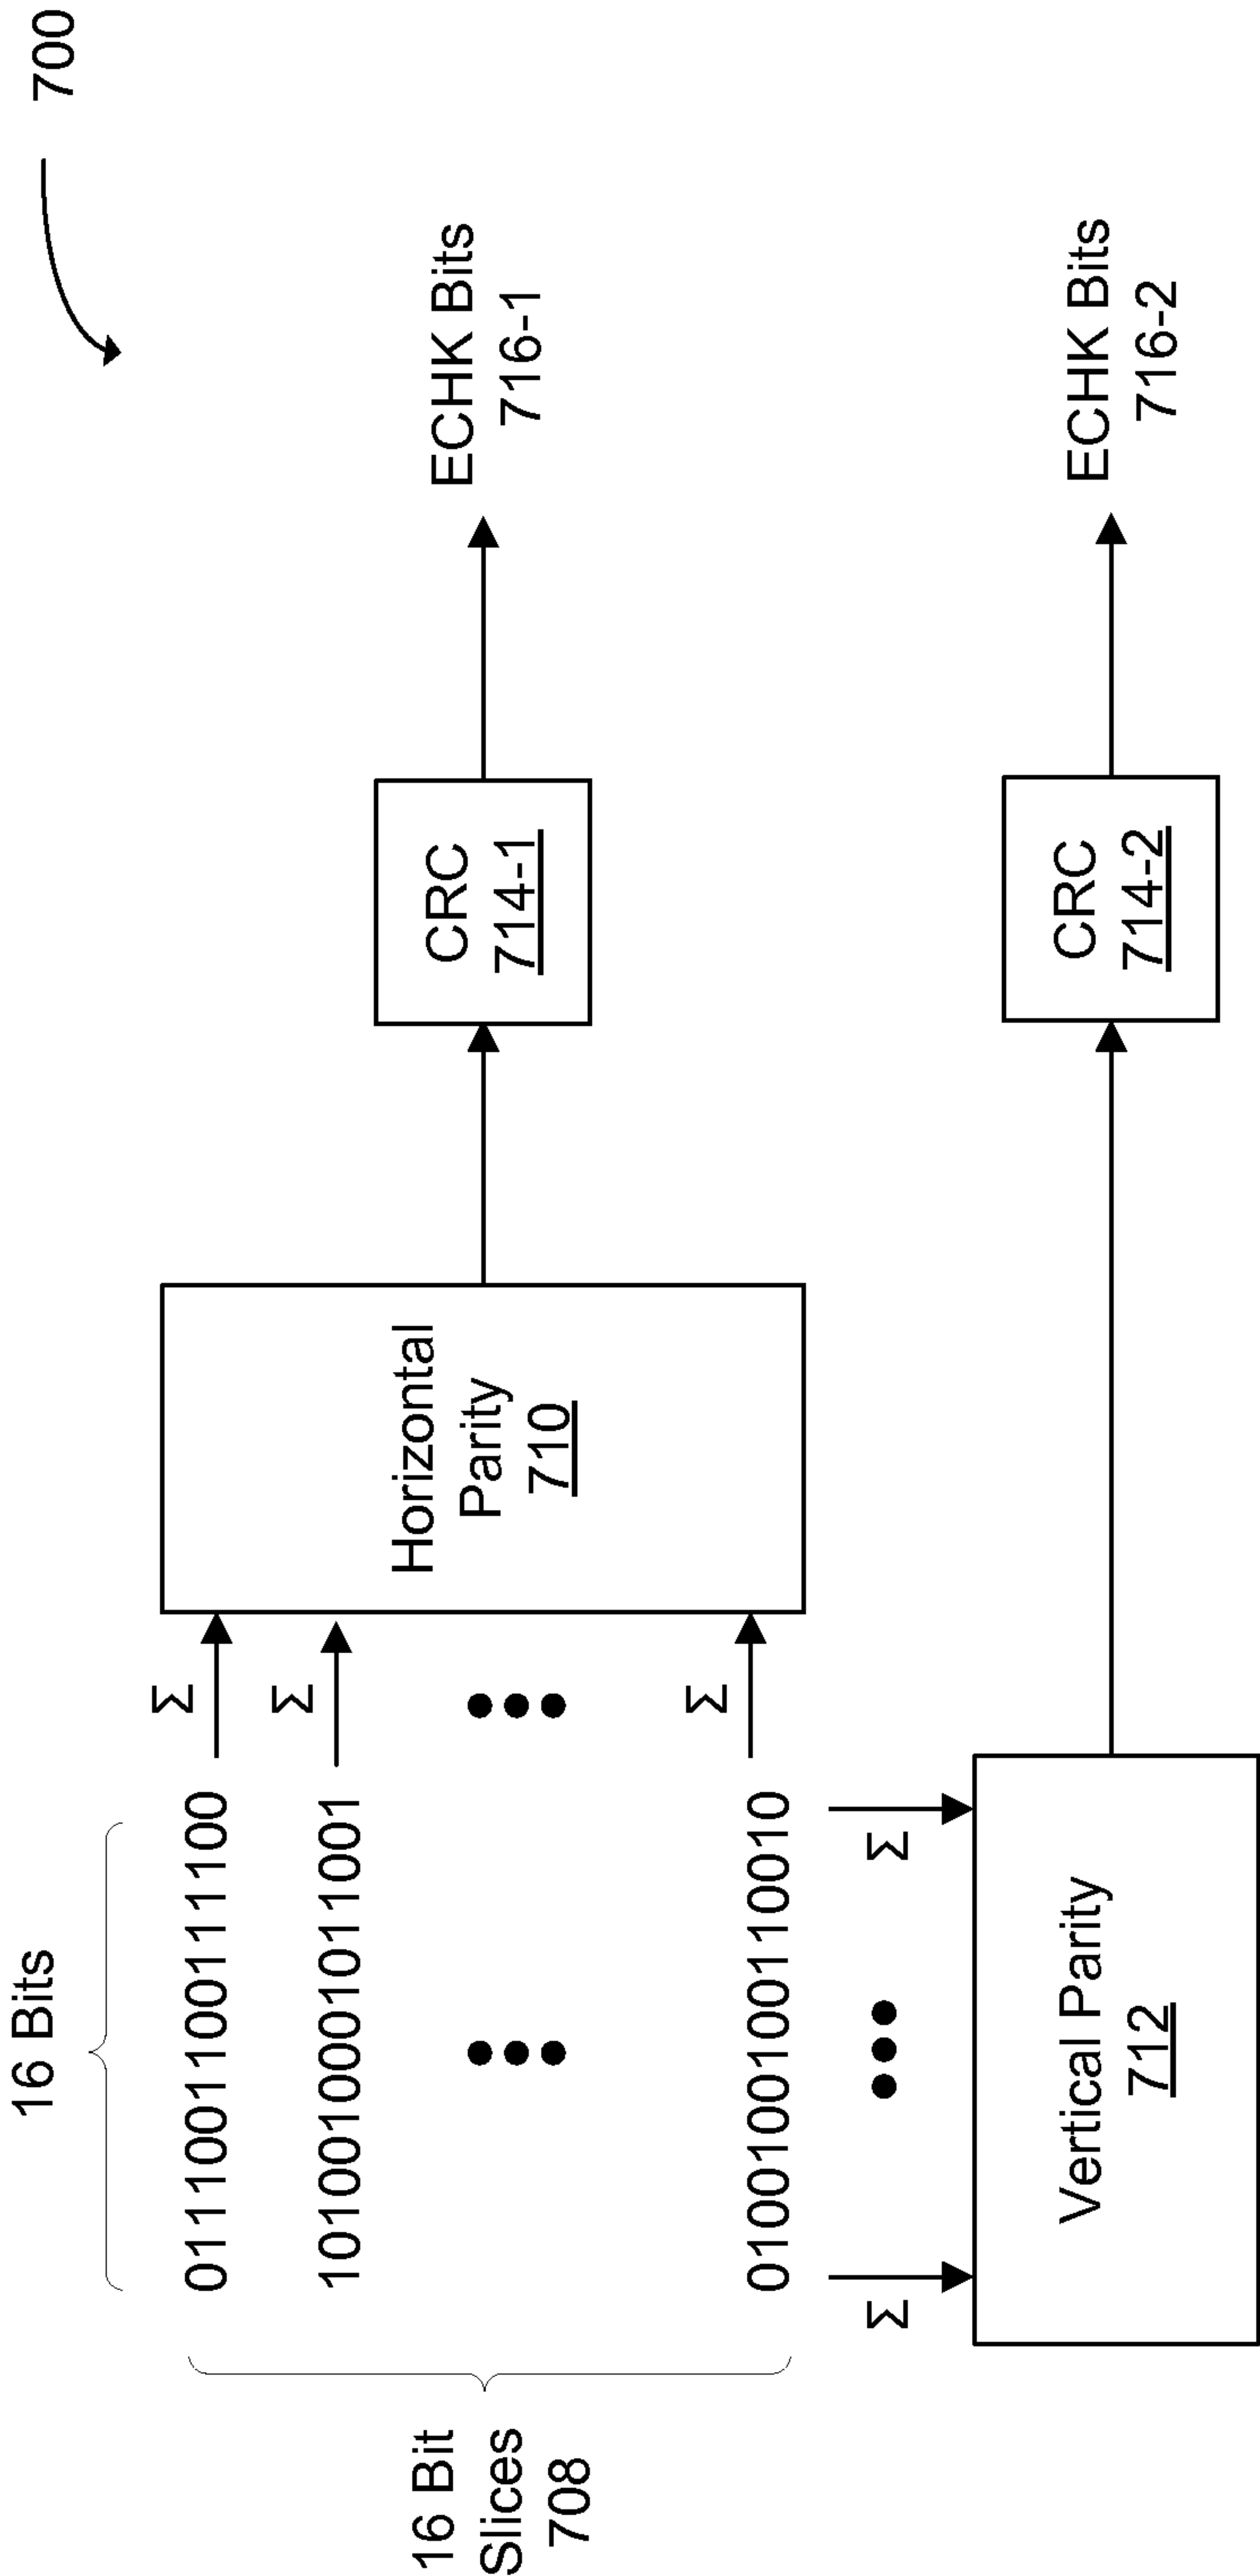 700
16 Bits
0111001100111100
Σ
1010010001011001
Σ
16 Bit
Slices
708
0100100100110010
Σ
Horizontal
Parity
710
CRC
714-1
ECHK Bits
716-1
Σ
Σ
Vertical Parity
712
CRC
714-2
ECHK Bits
716-2